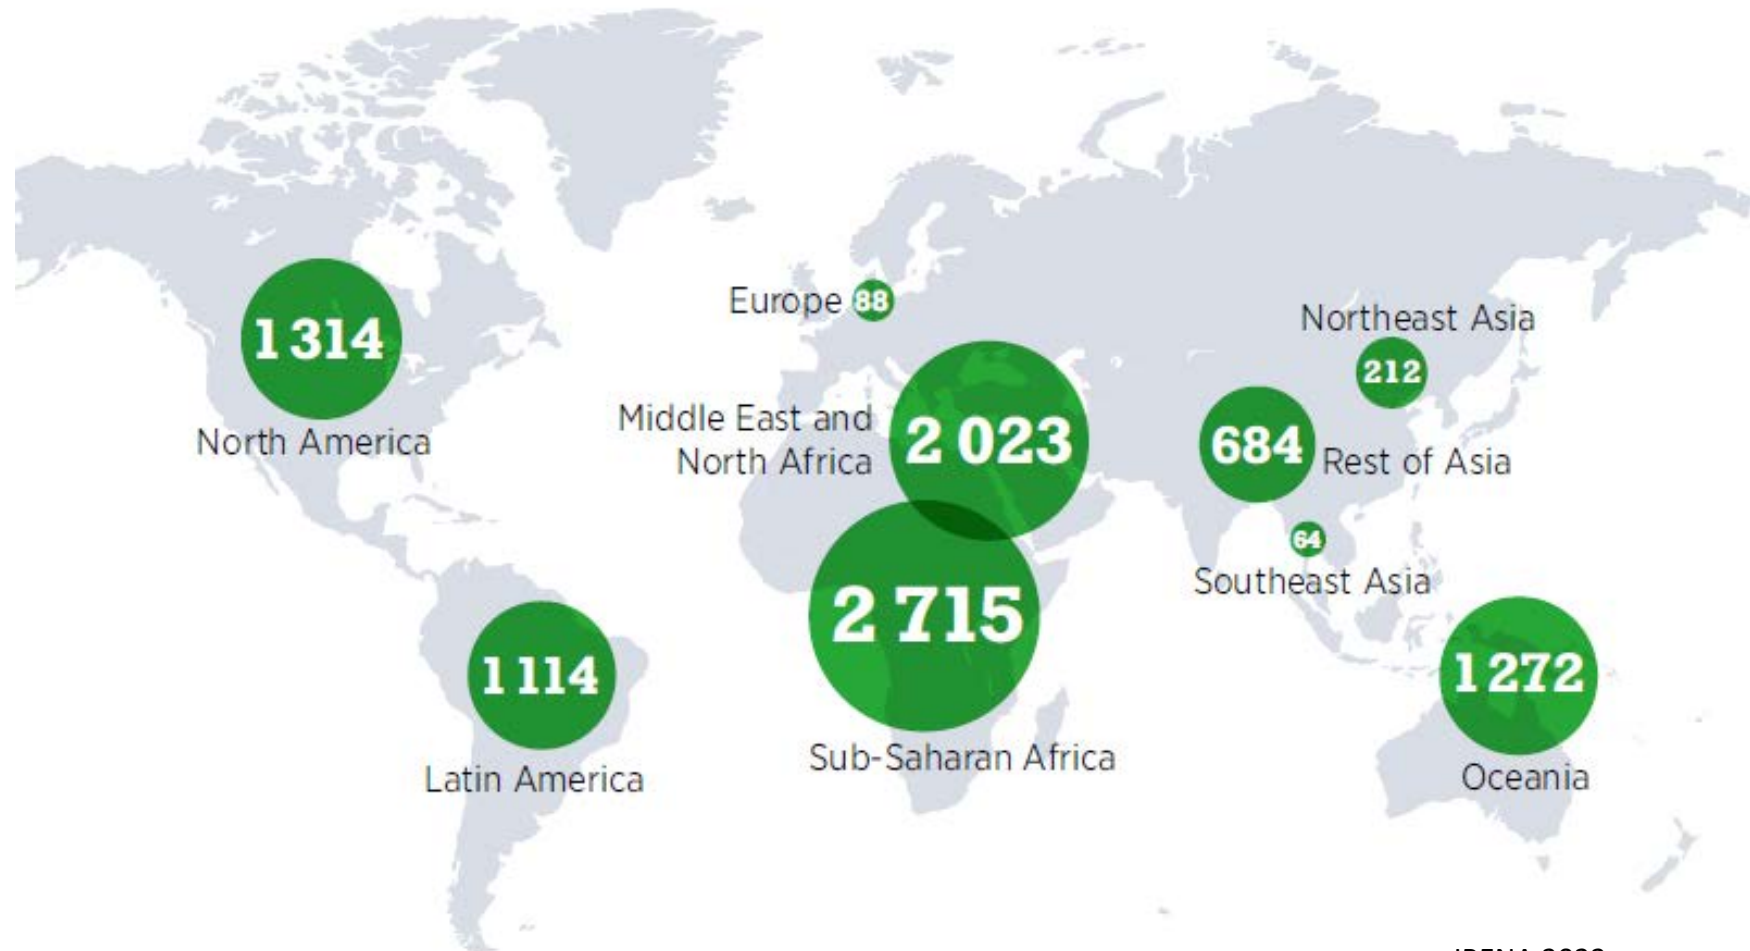 1 314
North America
Europe 88
Northeast Asia
212
Middle East and
North Africa
2 023
684
Rest of Asia
64
Southeast Asia
2 715
Sub-Saharan Africa
1 114
Latin America
1 272
Oceania